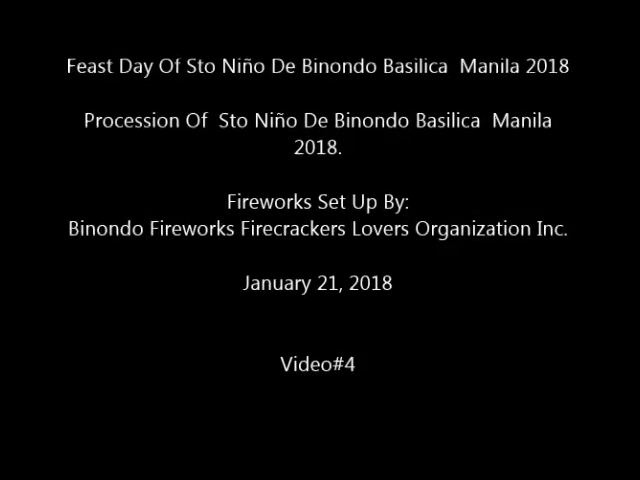 Feast Day Of Sto Niño De Binondo Basilica  Manila 2018
Procession Of  Sto Niño De Binondo Basilica  Manila
2018.
Fireworks Set Up By:
Binondo Fireworks Firecrackers Lovers Organization Inc.
January 21, 2018
Video#4